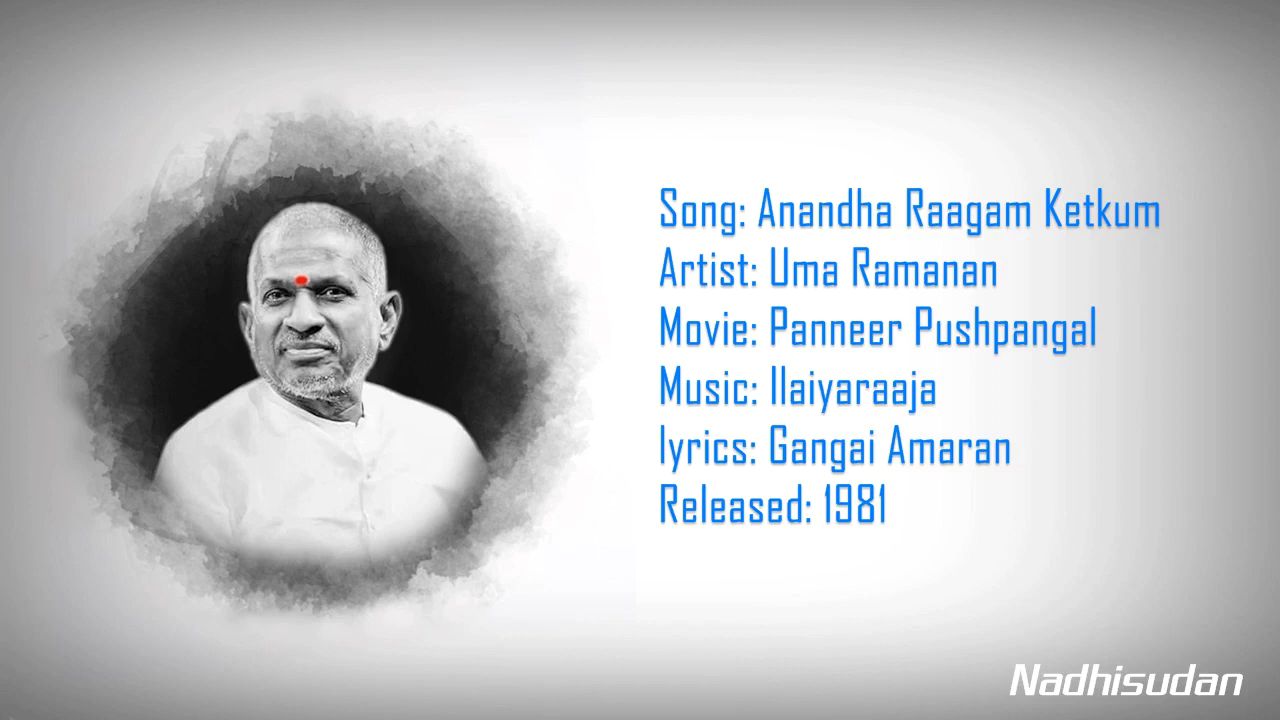 Song: Anandha Raagam Ketkum
Artist: Uma Ramanan
Movie: Panneer Pushpangal
Music: Ilaiyaraaja
lyrics: Gangai Amaran
Released: 1981
Nadhisudan